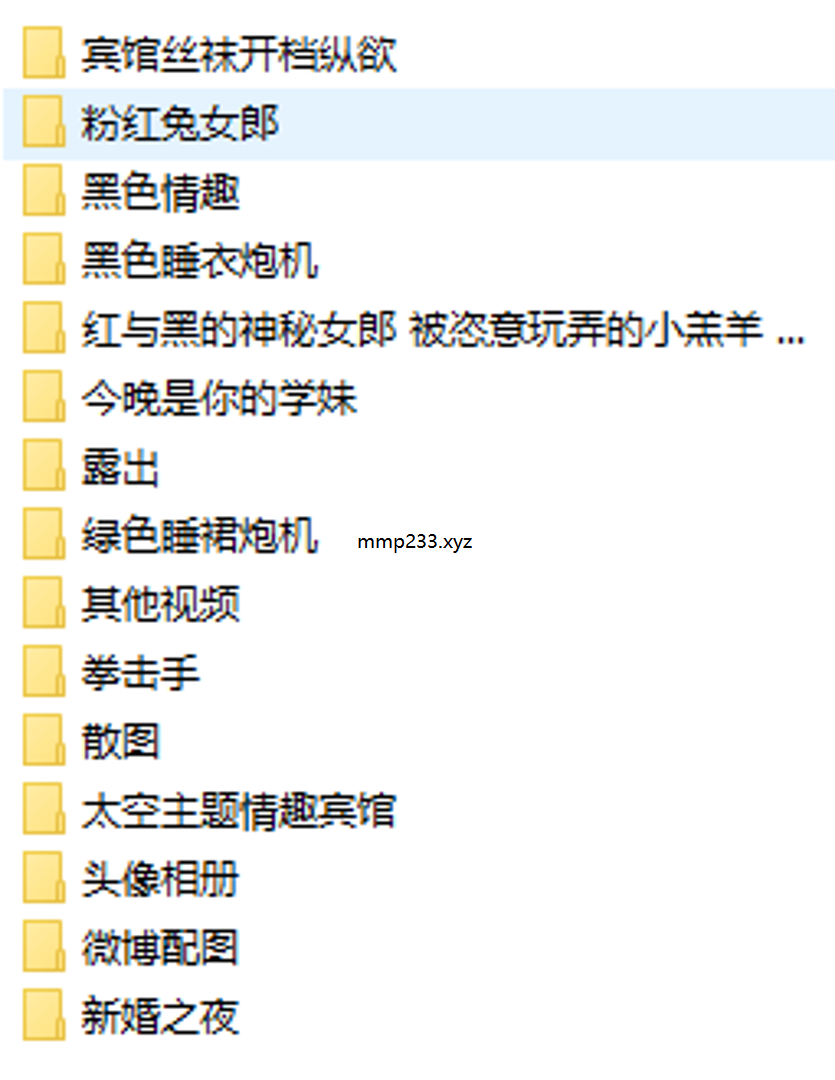 宾馆丝袜开档纵欲
粉红兔女郎
黑色情趣
黑色睡衣炮机
红与黑的神秘女郎 被恣意玩弄的小羔羊 ...
今晚是你的学妹
露出
绿色睡裙炮机 mmp233.xyz
其他视频
拳击手
散图
太空主题情趣宾馆
头像相册
微博配图
新婚之夜